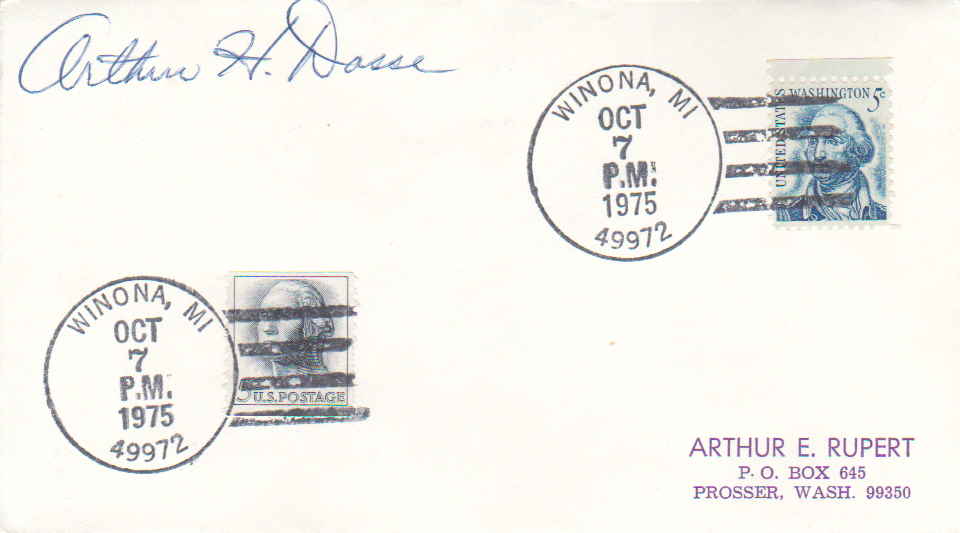 Arthur H. Dosse
WINONA, MI
OCT
7
P.M.
1975
49972
UNITED STATES
WASHINGTON 5c
WINONA, MI
OCT
7
P.M.
1975
49972
5
U.S. POSTAGE
ARTHUR E. RUPERT
P. O. BOX 645
PROSSER, WASH. 99350